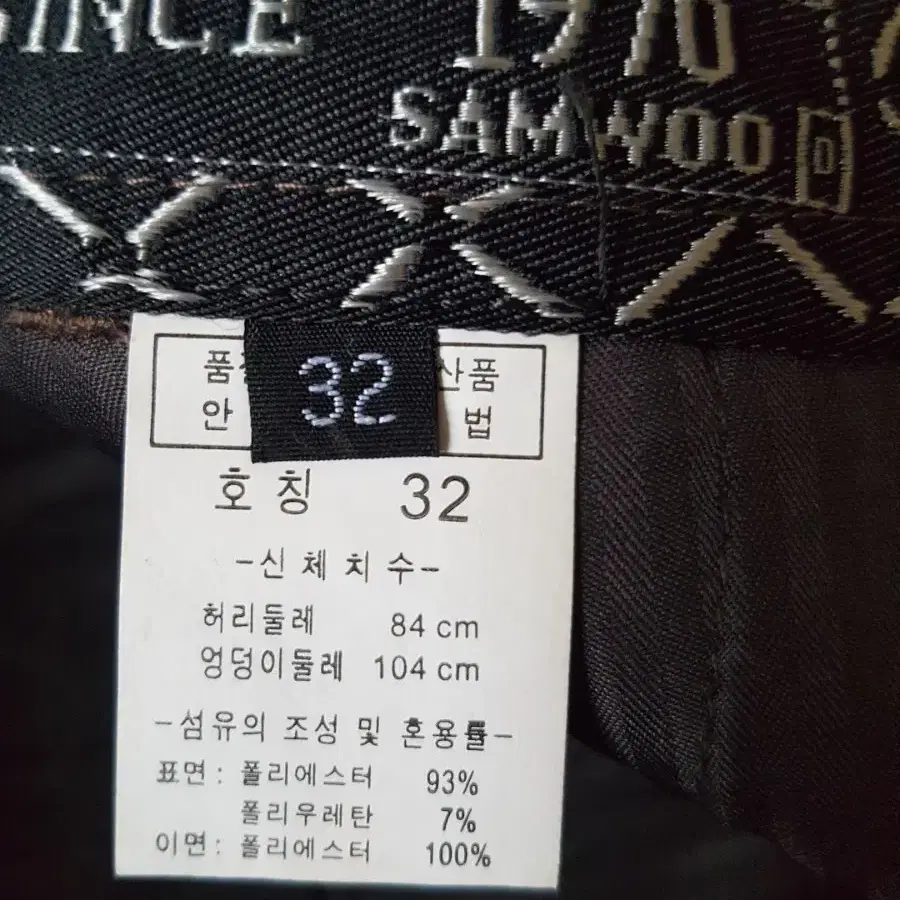 SINCE 1976
SAMWOO
32
호칭 32
-신체치수-
허리둘레 84 cm
엉덩이둘레 104 cm
-섬유의 조성 및 혼용률-
표면 : 폴리에스터 93%
폴리우레탄 7%
이면 : 폴리에스터 100%